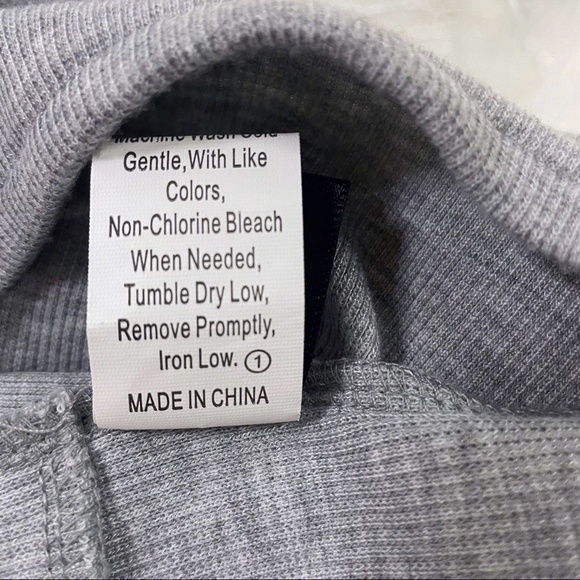 Machine Wash Cold
Gentle,With Like
Colors,
Non-Chlorine Bleach
When Needed,
Tumble Dry Low,
Remove Promptly,
Iron Low. ①
MADE IN CHINA